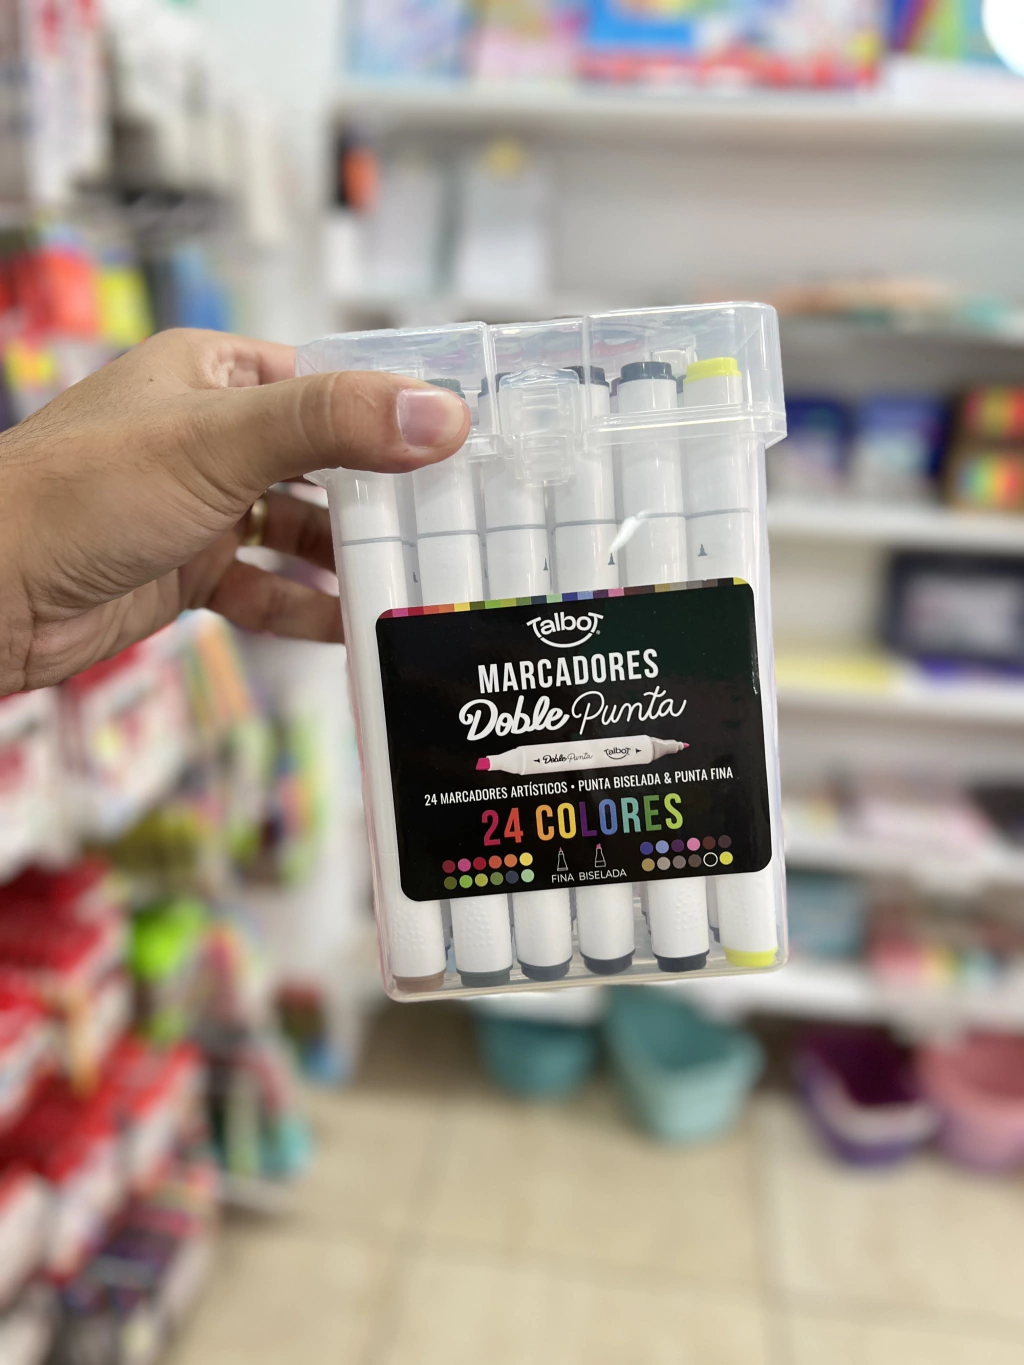 Talbot
MARCADORES
Doble Punta
Doble Punta Talbot
24 MARCADORES ARTÍSTICOS • PUNTA BISELADA & PUNTA FINA
24 COLORES
FINA BISELADA